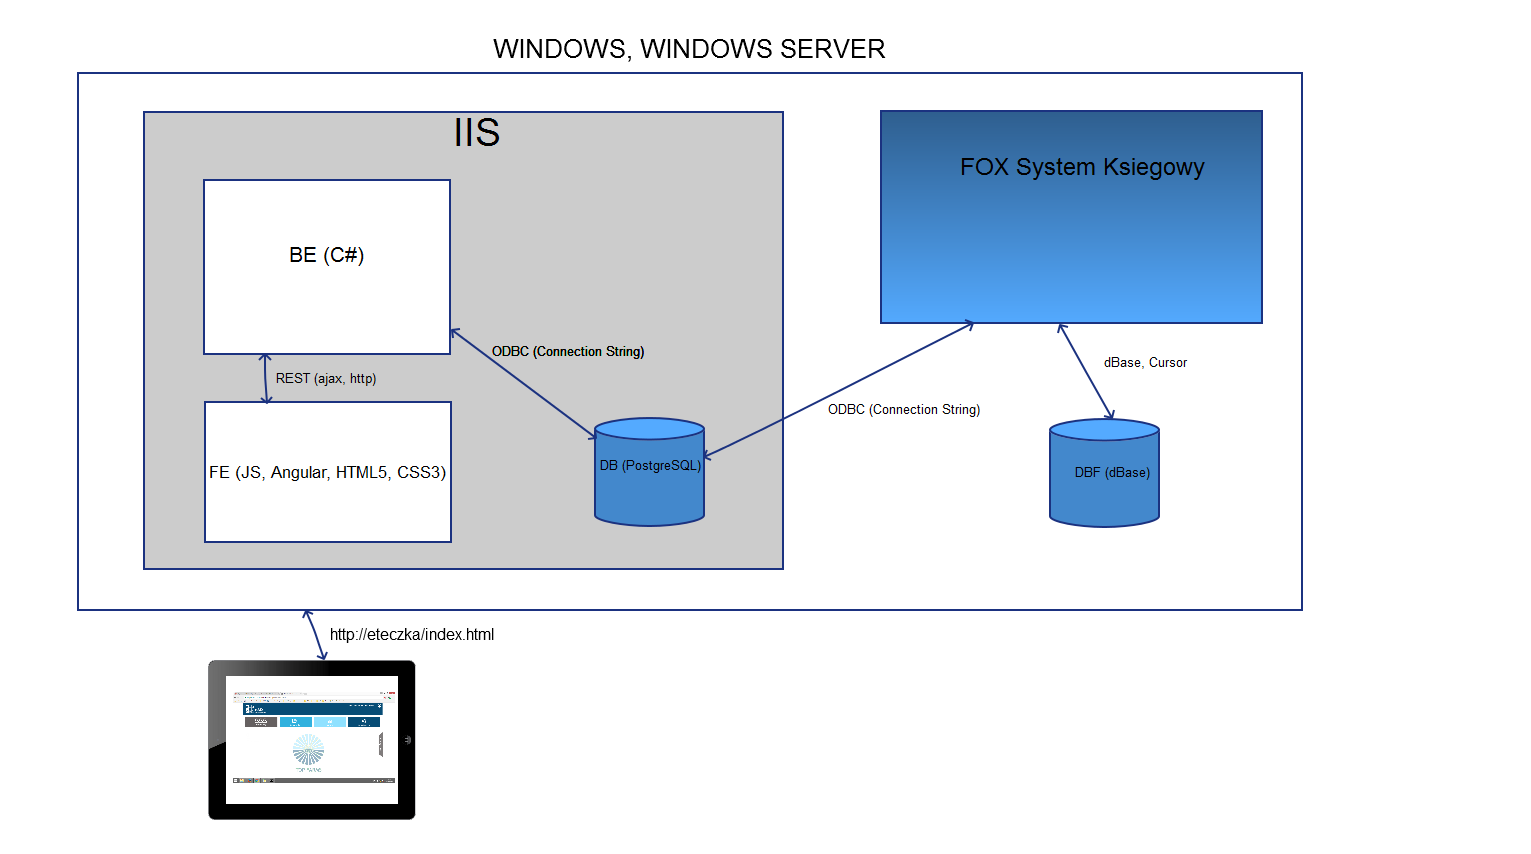 WINDOWS, WINDOWS SERVER
IIS
FOX System Ksiegowy
BE (C#)
ODBC (Connection String)
REST (ajax, http)
dBase, Cursor
ODBC (Connection String)
FE (JS, Angular, HTML5, CSS3)
DB (PostgreSQL)
DBF (dBase)
http://eteczka/index.html